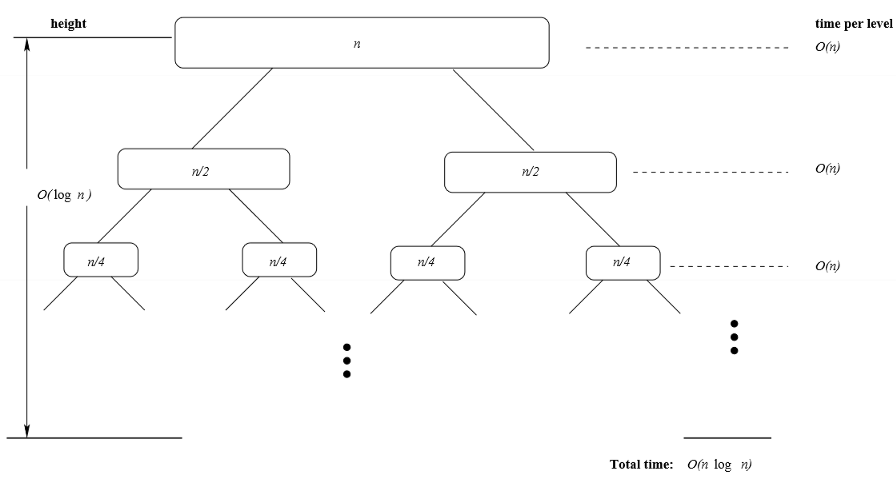 height
time per level
n
O(n)
n/2
n/2
O(n)
O(log n)
n/4
n/4
n/4
n/4
O(n)
Total time: O(n log n)